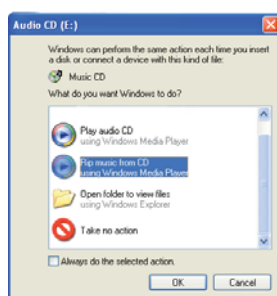 Audio CD (E:)
Windows can perform the same action each time you insert
a disk or connect a device with this kind of file:
Music CD
What do you want Windows to do?
Play audio CD
using Windows Media Player
Rip music from CD
using Windows Media Player
Open folder to view files
using Windows Explorer
Take no action
Always do the selected action.
OK
Cancel